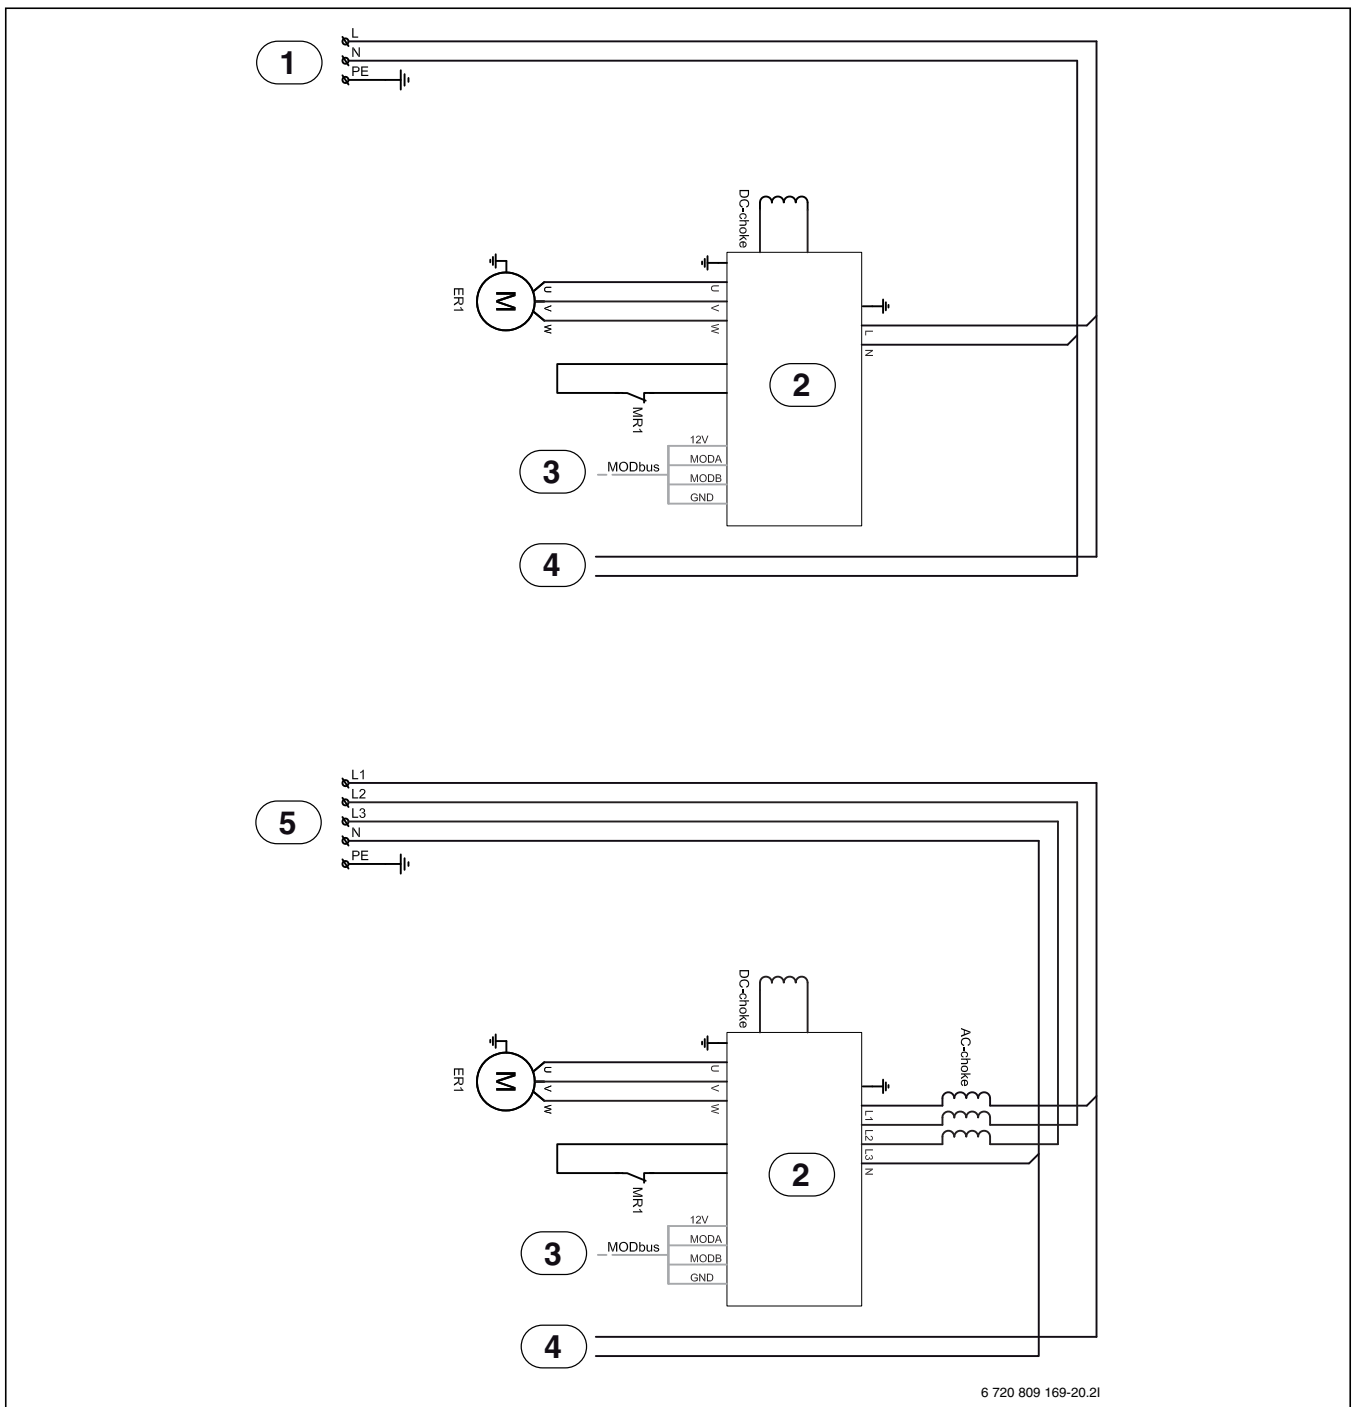 L
1
N
PE
DC-choke
ER1
M
U
V
W
U
V
W
L
N
2
MR1
12V
3
MODbus
MODA
MODB
GND
4
L1
L2
5
L3
N
PE
DC-choke
AC-choke
ER1
M
U
V
W
U
V
W
L1
L2
L3
N
2
MR1
12V
3
MODbus
MODA
MODB
GND
4
6 720 809 169-20.2I